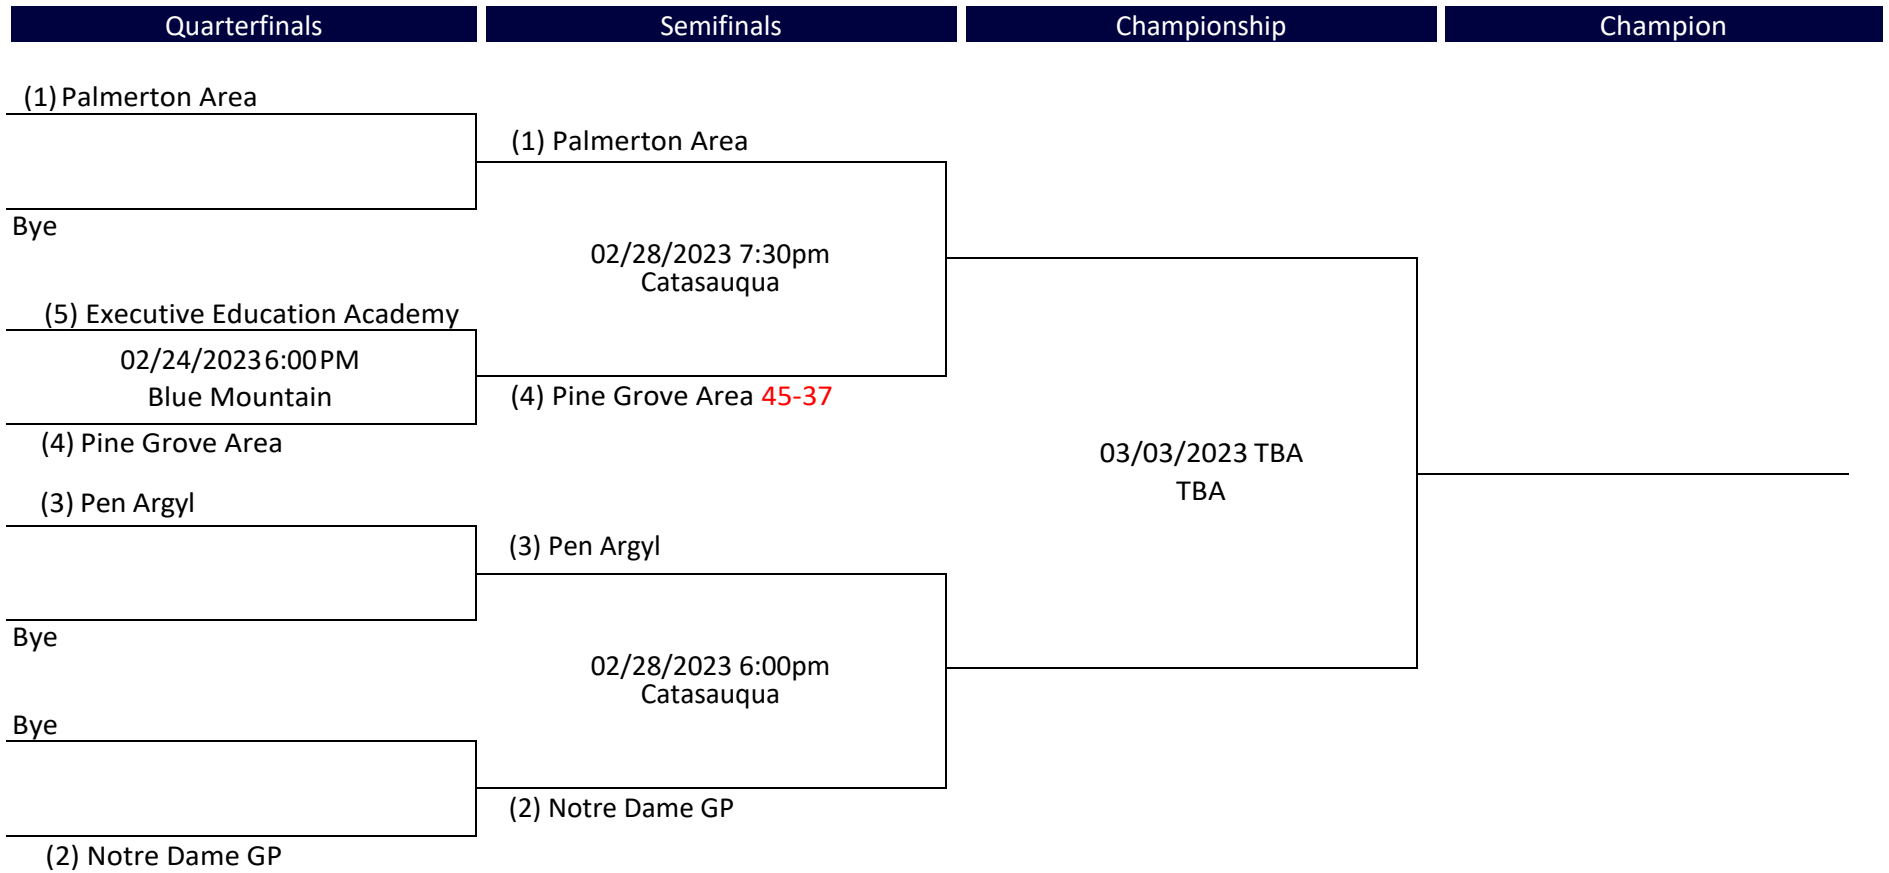 Quarterfinals
Semifinals
Championship
Champion
(1) Palmerton Area
Bye
(5) Executive Education Academy
02/24/2023 6:00 PM
Blue Mountain
(4) Pine Grove Area
(3) Pen Argyl
Bye
Bye
(2) Notre Dame GP
(1) Palmerton Area
02/28/2023 7:30pm
Catasauqua
(4) Pine Grove Area 45-37
(3) Pen Argyl
02/28/2023 6:00pm
Catasauqua
(2) Notre Dame GP
03/03/2023 TBA
TBA